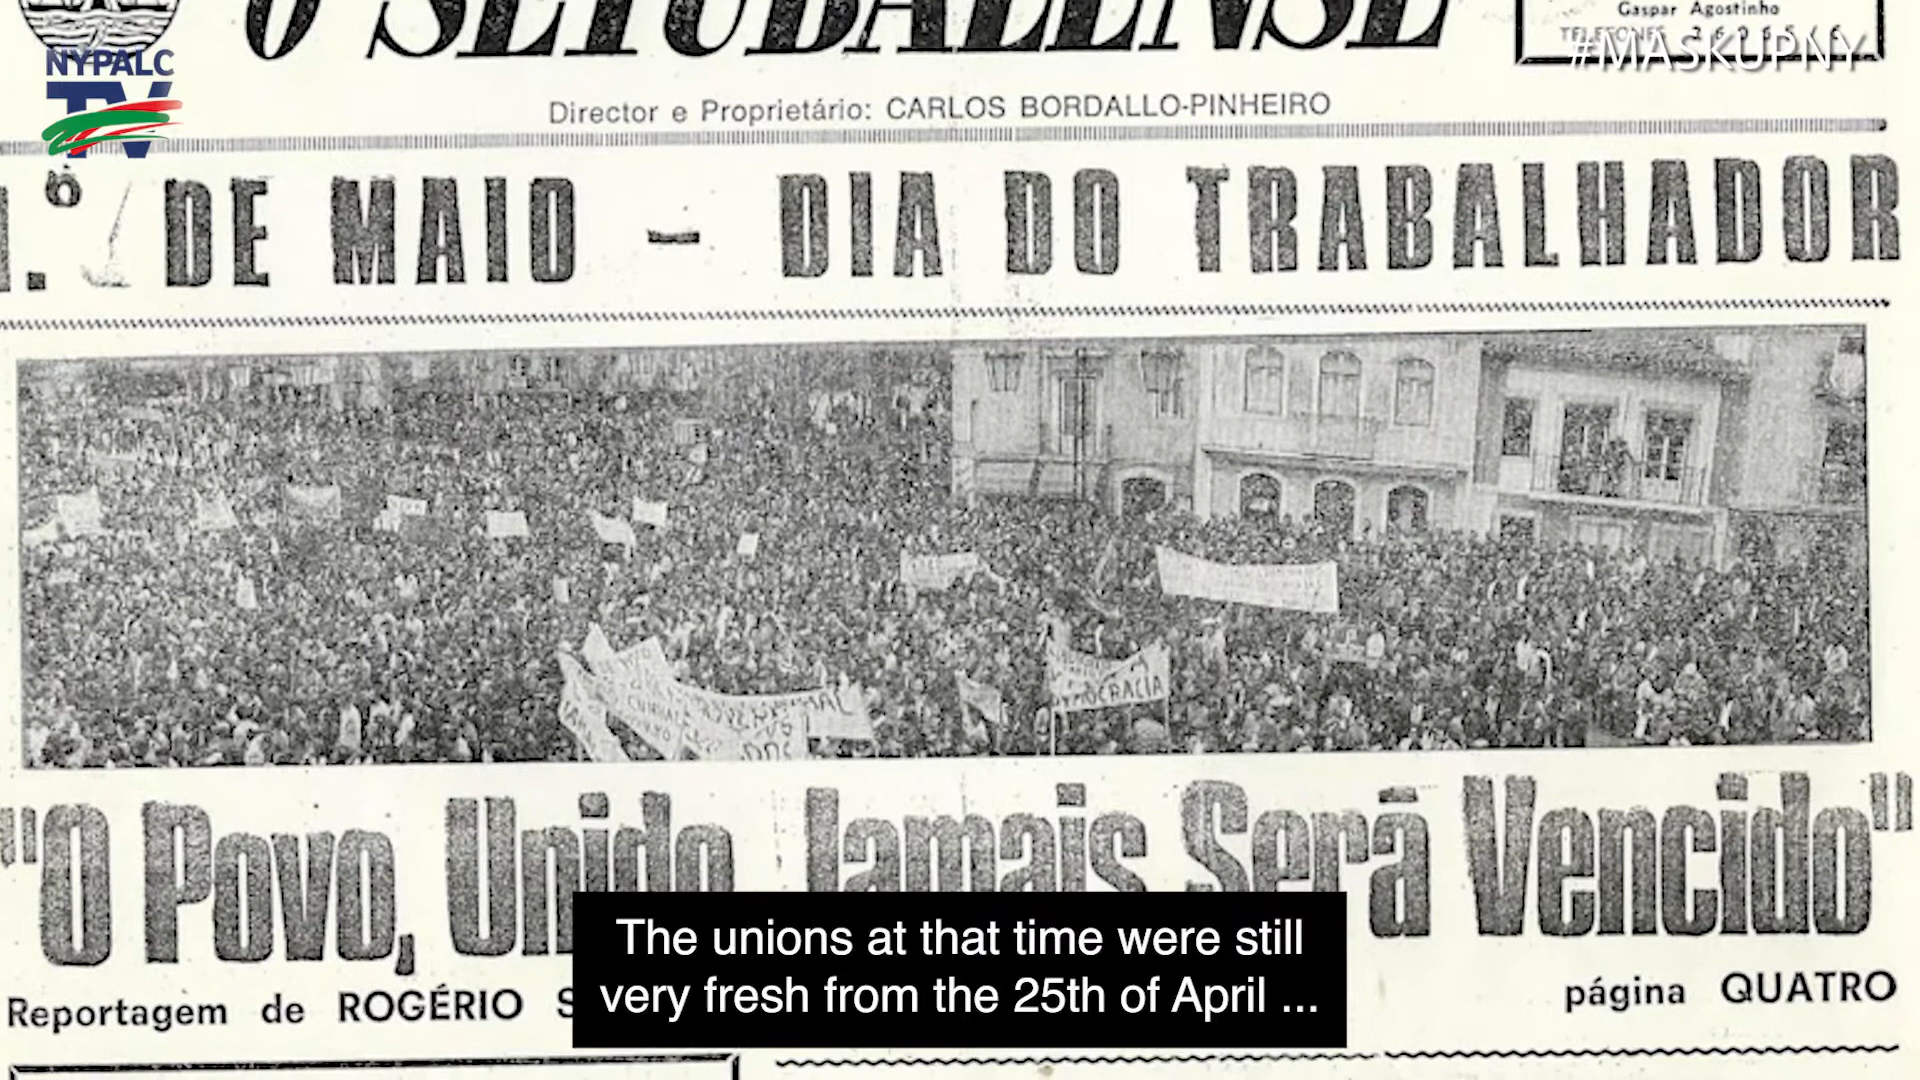 O SETUBALENSE
Gaspar Agostinho
NYPALC
TV
#MASKUPNY
Director e Proprietário: CARLOS BORDALLO-PINHEIRO
1.º DE MAIO – DIA DO TRABALHADOR
"O Povo, Unido Jamais Será Vencido"
Reportagem de ROGÉRIO
página QUATRO
The unions at that time were still
very fresh from the 25th of April ...